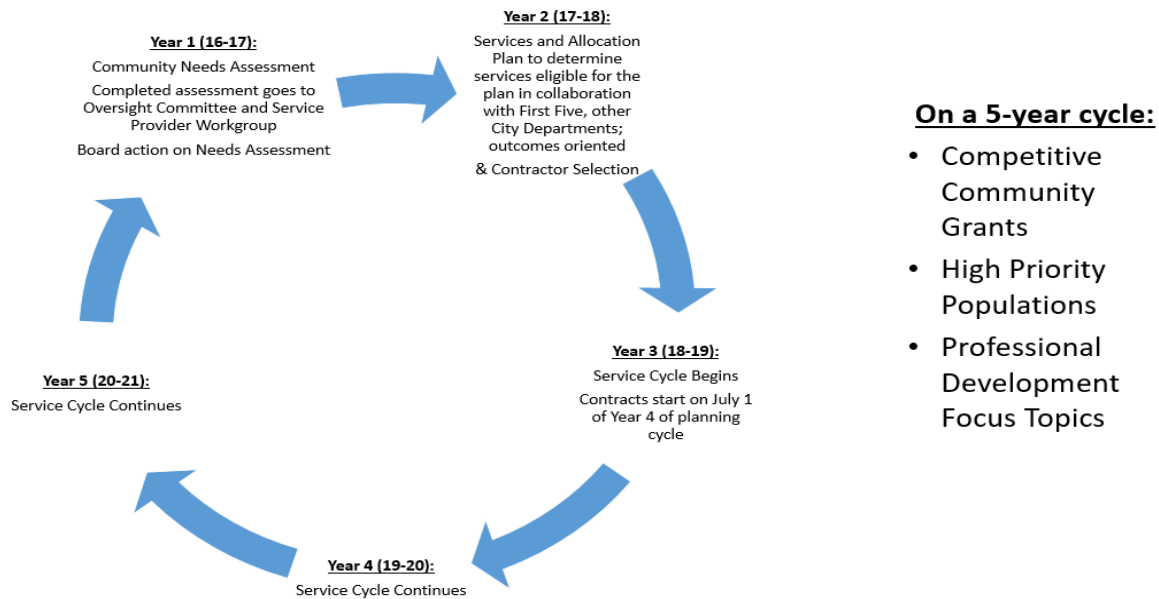 Year 1 (16-17):
Community Needs Assessment
Completed assessment goes to
Oversight Committee and Service
Provider Workgroup
Board action on Needs Assessment
Year 2 (17-18):
Services and Allocation
Plan to determine
services eligible for the
plan in collaboration
with First Five, other
City Departments;
outcomes oriented
& Contractor Selection
Year 3 (18-19):
Service Cycle Begins
Contracts start on July 1
of Year 4 of planning
cycle
Year 4 (19-20):
Service Cycle Continues
Year 5 (20-21):
Service Cycle Continues
On a 5-year cycle:
• Competitive
Community
Grants
• High Priority
Populations
• Professional
Development
Focus Topics